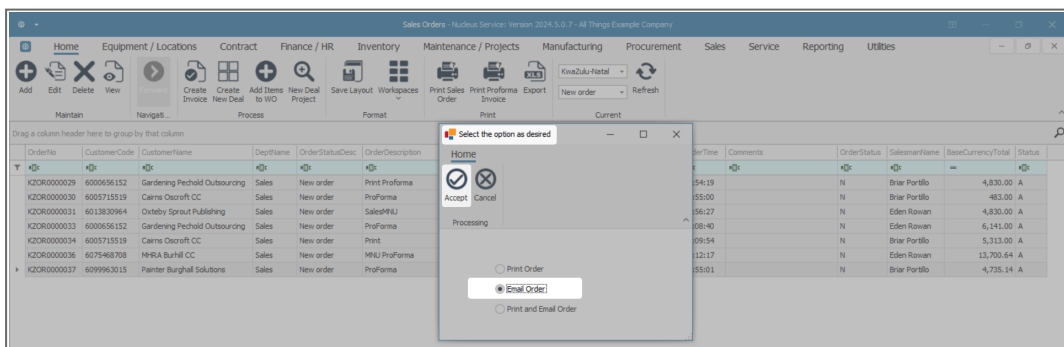 Sales Orders - Nucleus Service: Version 2024.5.0.7 - All Things Example Company
Home Equipment / Locations Contract Finance / HR Inventory Maintenance / Projects Manufacturing Procurement Sales Service Reporting Utilities
Add Edit Delete View Forward Create Invoice Create New Deal Add Items to WO New Deal Project Save Layout Workspaces Print Sales Order Print Proforma Invoice Export KwaZulu-Natal New order Refresh
Maintain Navigati... Process Format Print Current
Drag a column header here to group by that column
Select the option as desired
Home
Accept Cancel
Processing
Print Order
Email Order
Print and Email Order
OrderNo CustomerCode CustomerName DeptName OrderStatusDesc OrderDescription derTime Comments OrderStatus SalesmanName BaseCurrencyTotal Status
KZOR0000029 6000656152 Gardening Pechold Outsourcing Sales New order Print Proforma :54:19 N Briar Portillo 4,830.00 A
KZOR0000030 6005715519 Cairns Oscroft CC Sales New order ProForma :55:00 N Briar Portillo 483.00 A
KZOR0000031 6013830964 Oxteby Sprout Publishing Sales New order SalesMNU :56:27 N Eden Rowan 4,830.00 A
KZOR0000033 6000656152 Gardening Pechold Outsourcing Sales New order ProForma :08:40 N Eden Rowan 6,141.00 A
KZOR0000034 6005715519 Cairns Oscroft CC Sales New order Print :09:54 N Briar Portillo 5,313.00 A
KZOR0000036 6075468708 MHRA Burhill CC Sales New order MNU ProForma :12:17 N Eden Rowan 13,700.64 A
KZOR0000037 6099963015 Painter Burghall Solutions Sales New order ProForma :55:01 N Briar Portillo 4,735.14 A